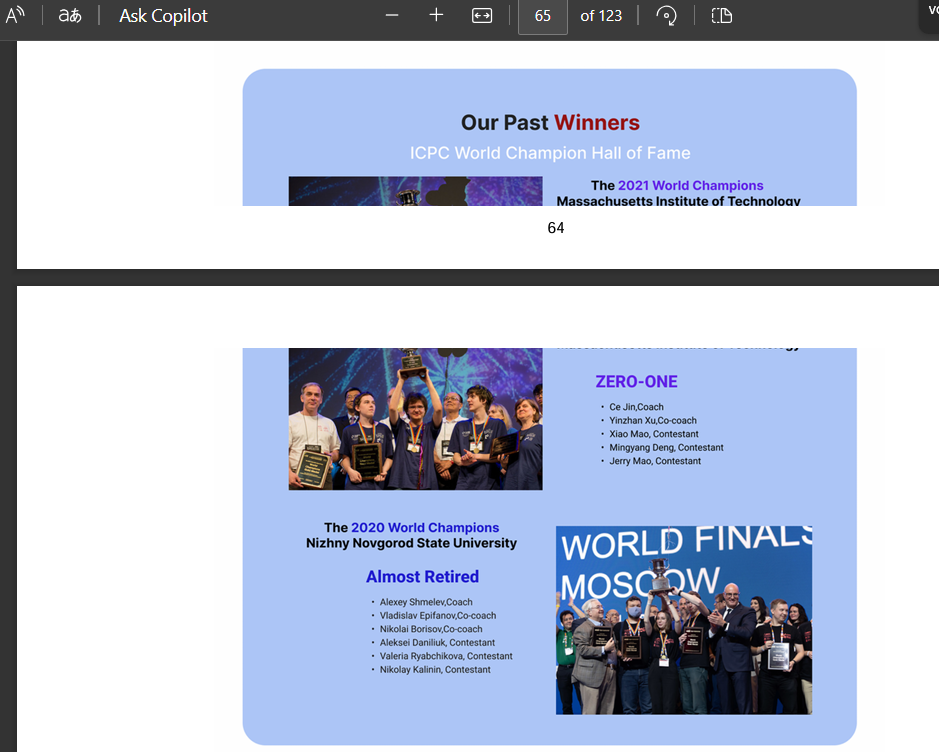 A))
aあ
Ask Copilot
65
of 123
Our Past Winners
ICPC World Champion Hall of Fame
The 2021 World Champions
Massachusetts Institute of Technology
64
ZERO-ONE
• Ce Jin,Coach
• Yinzhan Xu,Co-coach
• Xiao Mao, Contestant
• Mingyang Deng, Contestant
• Jerry Mao, Contestant
The 2020 World Champions
Nizhny Novgorod State University
Almost Retired
• Alexey Shmelev,Coach
• Vladislav Epifanov,Co-coach
• Nikolai Borisov,Co-coach
• Aleksei Daniliuk, Contestant
• Valeria Ryabchikova, Contestant
• Nikolay Kalinin, Contestant
WORLD FINALS
MOSCOW